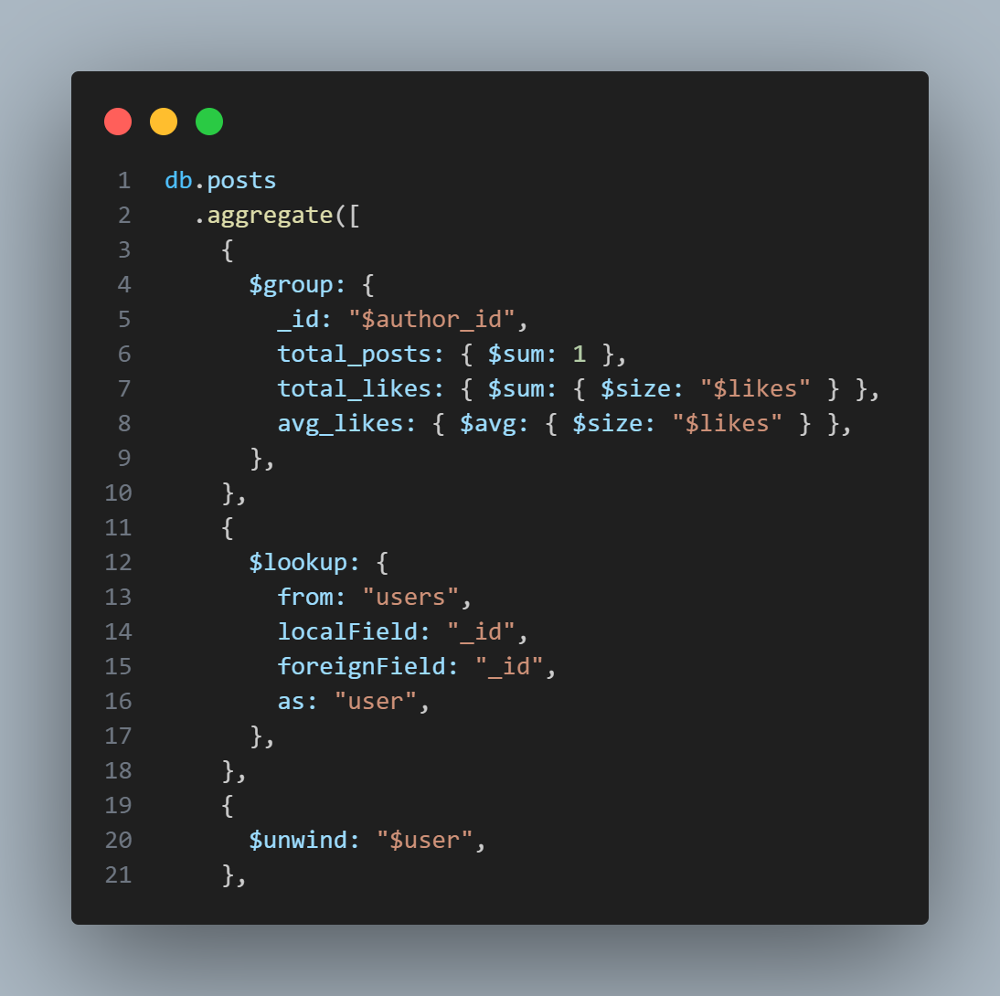 1 db.posts
2   .aggregate([
3     {
4       $group: {
5         _id: "$author_id",
6         total_posts: { $sum: 1 },
7         total_likes: { $sum: { $size: "$likes" } },
8         avg_likes: { $avg: { $size: "$likes" } },
9       },
10     },
11     {
12       $lookup: {
13         from: "users",
14         localField: "_id",
15         foreignField: "_id",
16         as: "user",
17       },
18     },
19     {
20       $unwind: "$user",
21     },